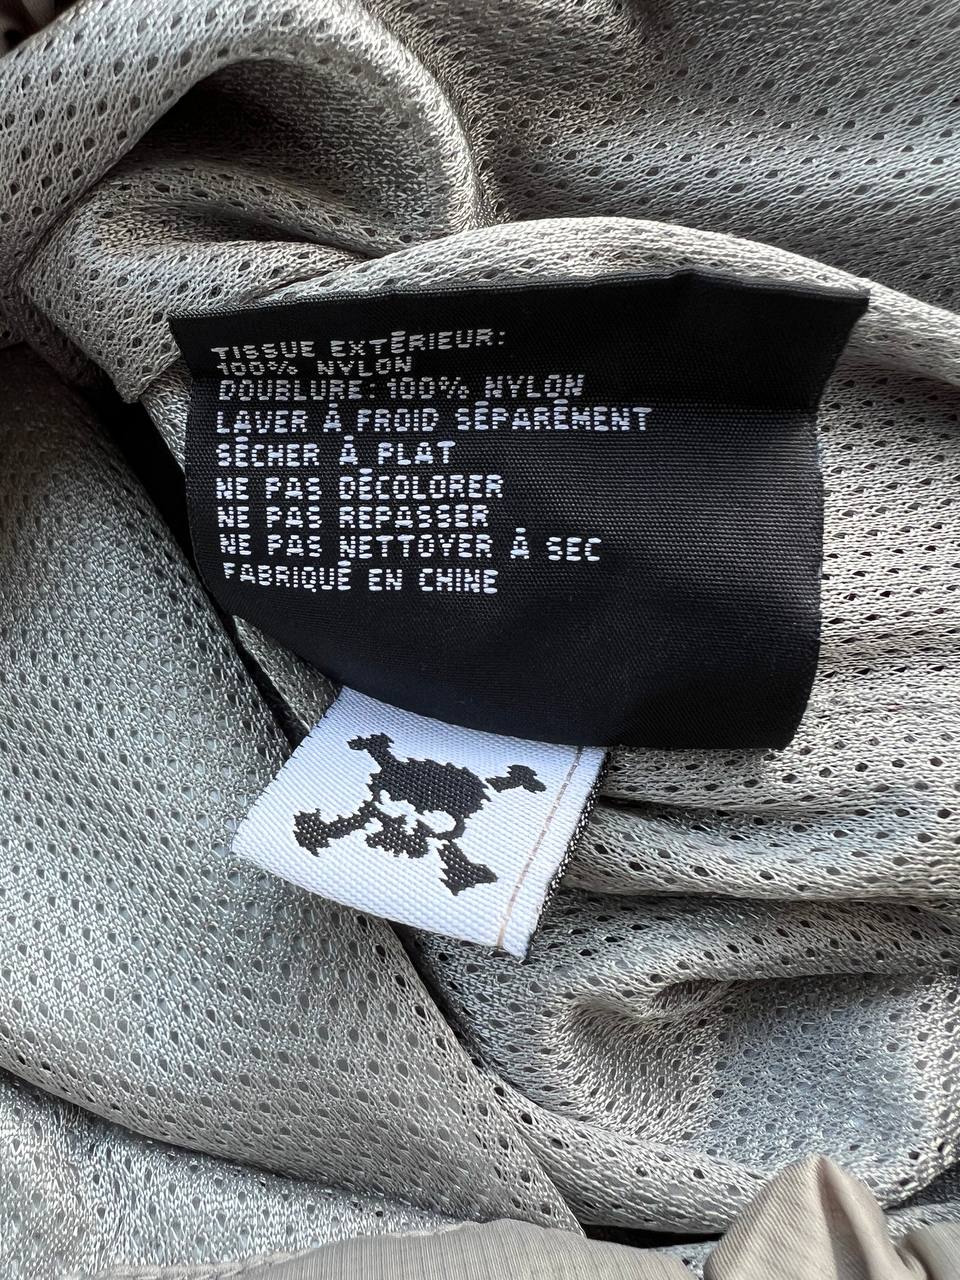 TISSUE EXTÉRIEUR:
100% NYLON
DOUBLURE: 100% NYLON
LAVER À FROID SÉPARÉMENT
SÉCHER À PLAT
NE PAS DÉCOLORER
NE PAS REPASSER
NE PAS NETTOYER À SEC
FABRIQUÉ EN CHINE